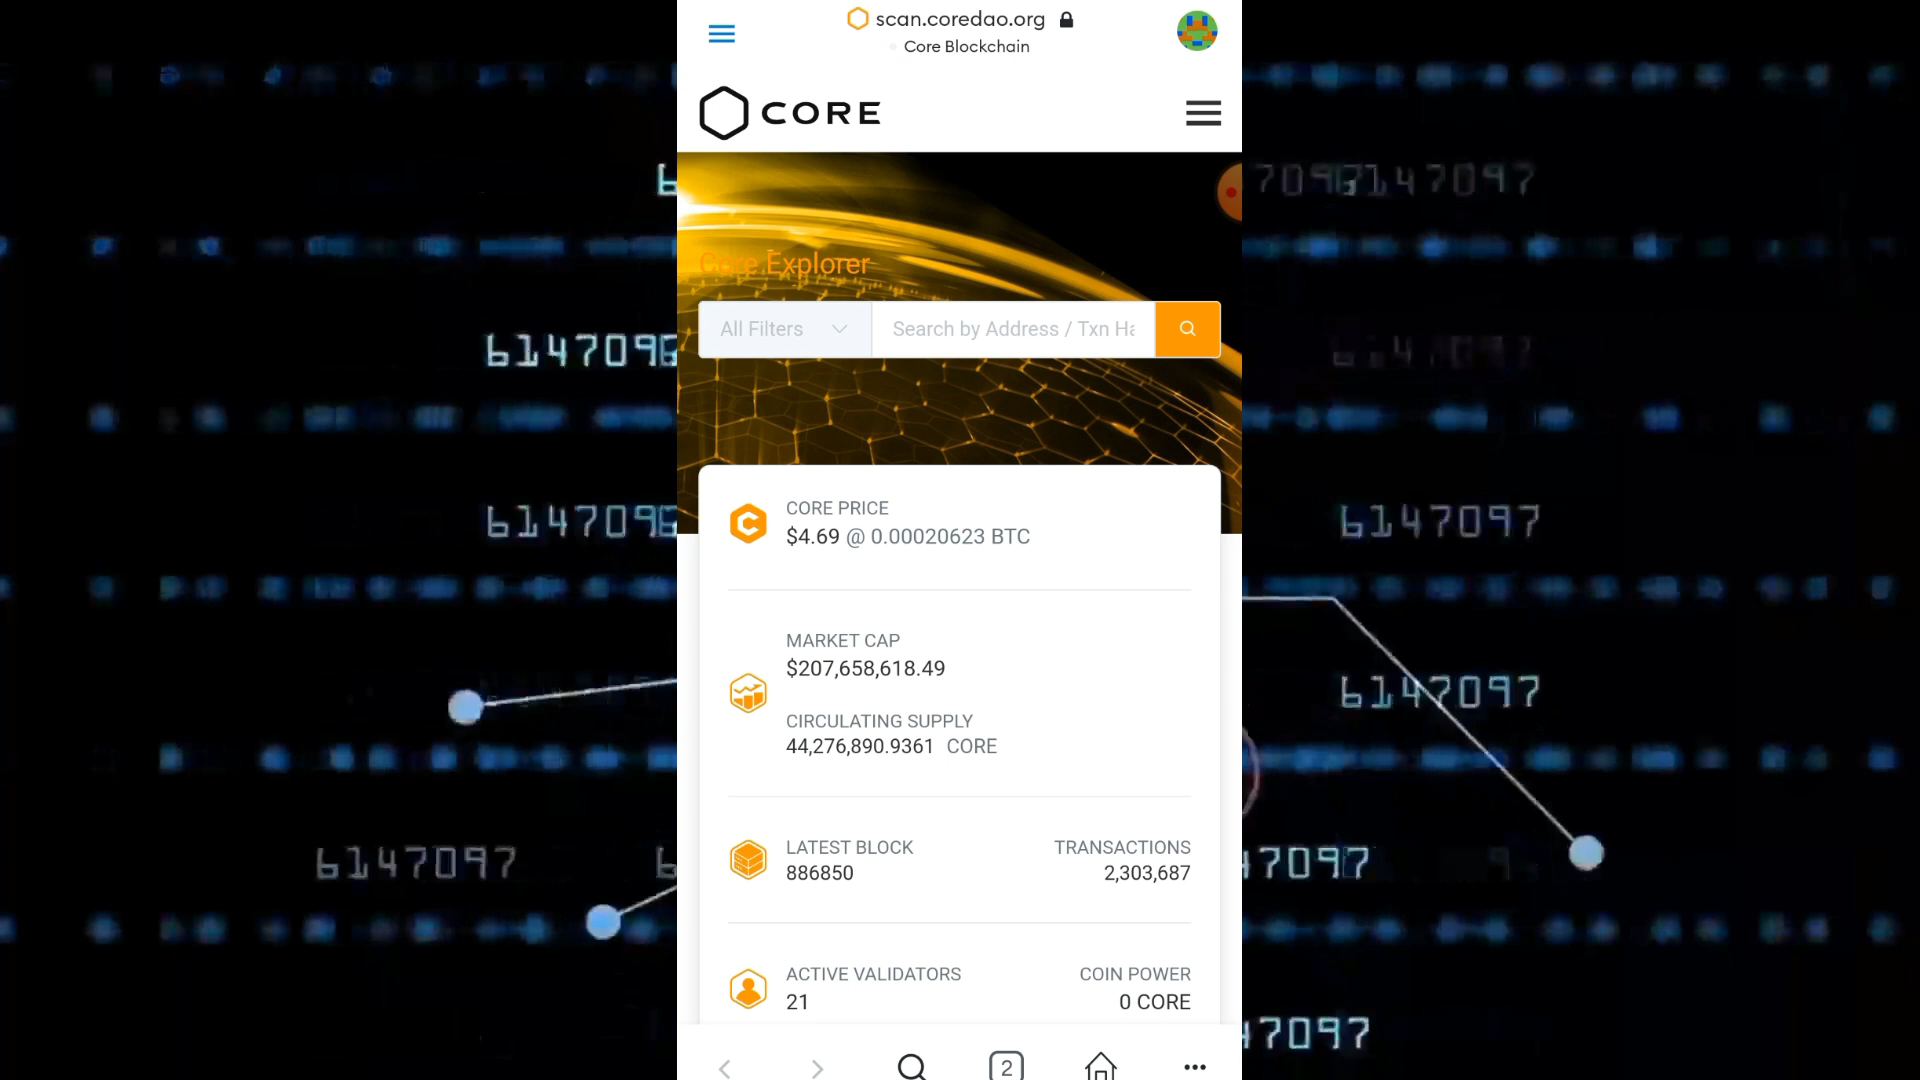 scan.coredao.org
Core Blockchain
CORE
Core Explorer
All Filters
Search by Address / Txn Ha
CORE PRICE
$4.69 @ 0.00020623 BTC
MARKET CAP
$207,658,618.49
CIRCULATING SUPPLY
44,276,890.9361 CORE
LATEST BLOCK
886850
TRANSACTIONS
2,303,687
ACTIVE VALIDATORS
21
COIN POWER
0 CORE
2
6147097
6147097
6147097
6147097
6147097